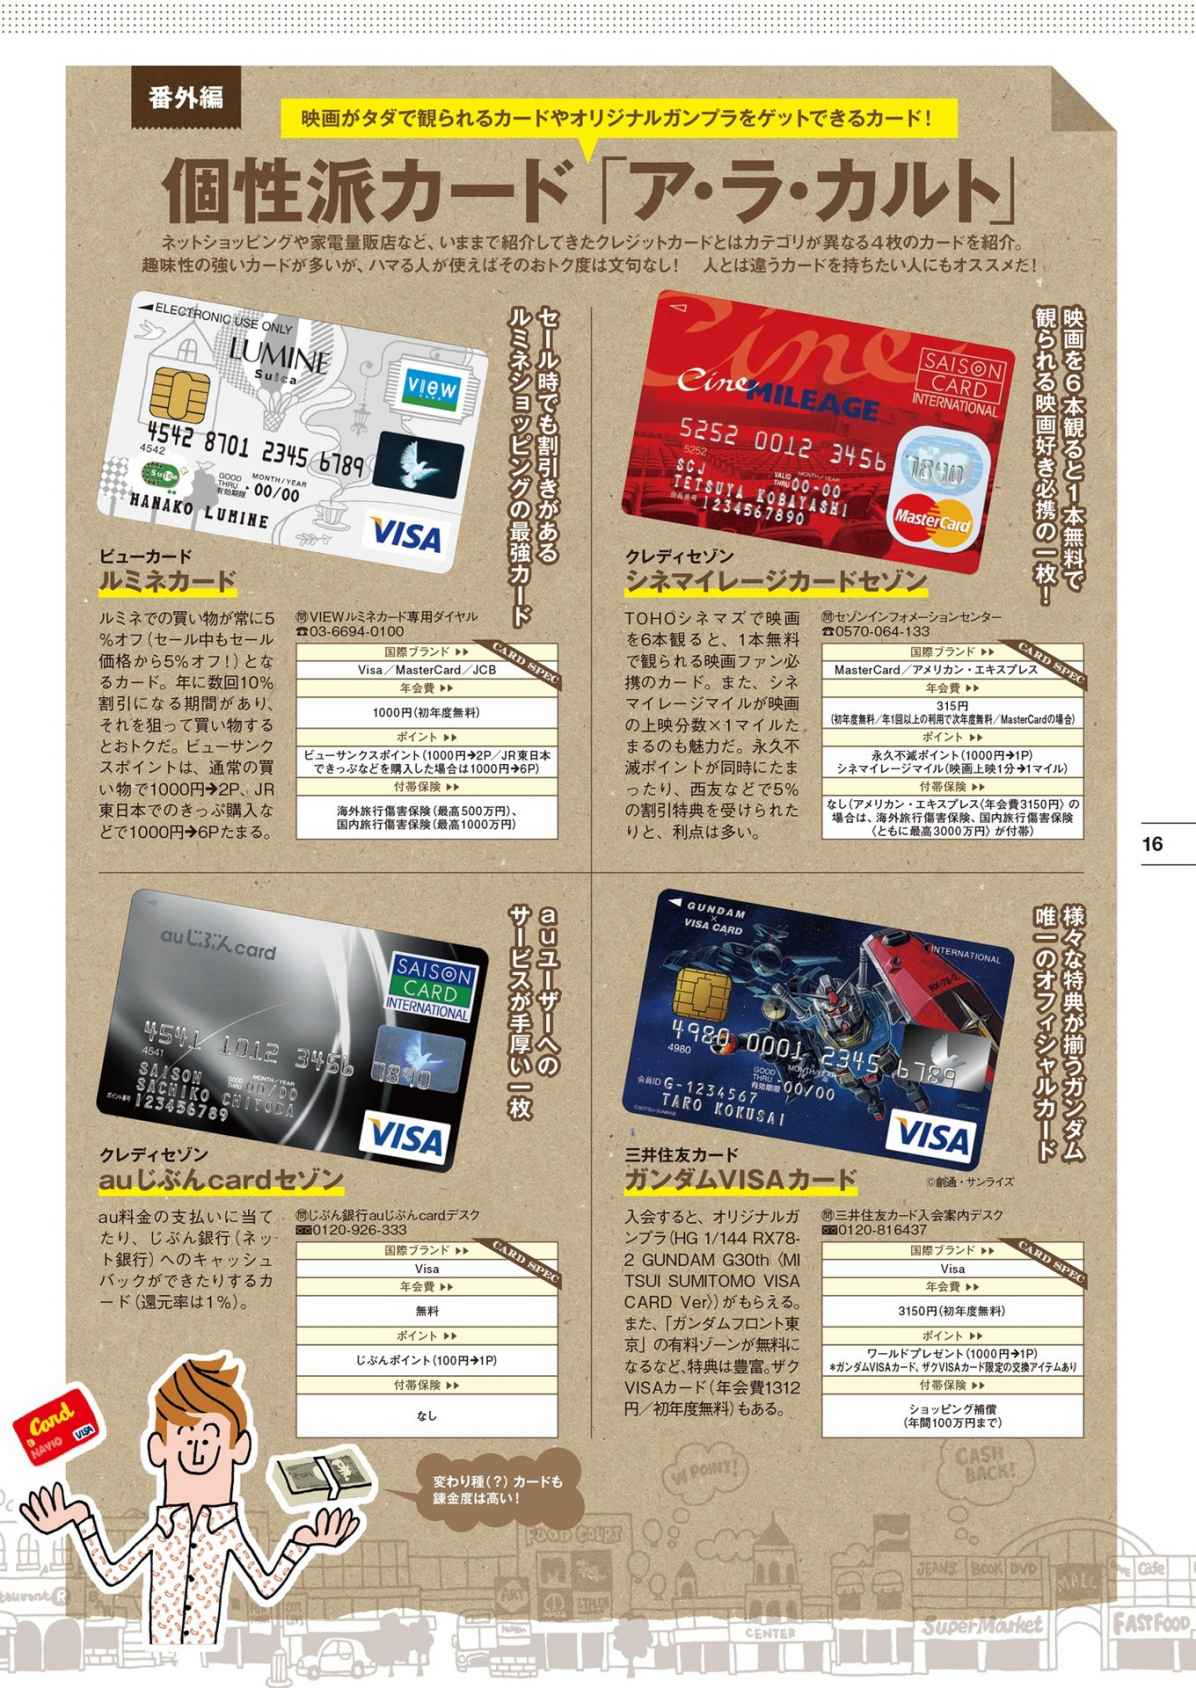 番外編
映画がタダで観られるカードやオリジナルガンプラをゲットできるカード!
個性派カード「ア・ラ・カルト」
ネットショッピングや家電量販店など、いままで紹介してきたクレジットカードとはカテゴリが異なる4枚のカードを紹介。
趣味性の強いカードが多いが、ハマる人が使えばそのおトク度は文句なし! 人とは違うカードを持ちたい人にもオススメだ!
ELECTRONIC USE ONLY
LUMINE
Suica
VIEW
4542 8701 2345 6789
4542
Suica
GOOD THRU 有効期限
MONTH/YEAR
00/00
HANAKO LUMINE
VISA
セール時でも割引きがある
ルミネショッピングの最強カード
ビューカード
ルミネカード
ルミネでの買い物が常に5
%オフ(セール中もセール
価格から5%オフ!)とな
るカード。年に数回10%
割引になる期間があり、
それを狙って買い物する
とおトクだ。ビューサンク
スポイントは、通常の買
い物で1000円➔2P、JR
東日本でのきっぷ購入な
どで1000円➔6Pたまる。
問VIEWルミネカード専用ダイヤル
☎03-6694-0100
CARD SPEC
国際ブランド ▶▶
Visa/MasterCard/JCB
年会費 ▶▶
1000円(初年度無料)
ポイント ▶▶
ビューサンクスポイント(1000円➔2P/JR東日本
できっぷなどを購入した場合は1000円➔6P)
付帯保険 ▶▶
海外旅行傷害保険(最高500万円)、
国内旅行傷害保険(最高1000万円)
Cine
CineMILEAGE
SAISON
CARD
INTERNATIONAL
5252 0012 3456 7890
5252
SCJ
VALID THRU
MONTH/YEAR
00-00
TETSUYA KOBAYASHI
会員番号 1234567890
MasterCard
映画を6本観ると1本無料で
観られる映画好き必携の一枚!
クレディセゾン
シネマイレージカードセゾン
TOHOシネマズで映画
を6本観ると、1本無料
で観られる映画ファン必
携のカード。また、シネ
マイレージマイルが映画
の上映分数×1マイルた
まるのも魅力だ。永久不
滅ポイントが同時にたま
ったり、西友などで5%
の割引特典を受けられた
りと、利点は多い。
問セゾンインフォメーションセンター
☎0570-064-133
CARD SPEC
国際ブランド ▶▶
MasterCard/アメリカン・エキスプレス
年会費 ▶▶
315円
(初年度無料/年1回以上の利用で次年度無料/MasterCardの場合)
ポイント ▶▶
永久不滅ポイント(1000円➔1P)
シネマイレージマイル(映画上映1分➔1マイル)
付帯保険 ▶▶
なし(アメリカン・エキスプレス〈年会費3150円〉の
場合は、海外旅行傷害保険、国内旅行傷害保険
〈ともに最高3000万円〉が付帯)
16
auじぶんcard
SAISON
CARD
INTERNATIONAL
4541 1012 3456 7890
4541
SAISON
GOOD THRU
MONTH/YEAR
00/00
SACHIKO CHITODA
ポイント番号 123456789
VISA
auユーザーへの
サービスが手厚い一枚
クレディセゾン
auじぶんcardセゾン
au料金の支払いに当て
たり、じぶん銀行(ネッ
ト銀行)へのキャッシュ
バックができたりするカ
ード(還元率は1%)。
問じぶん銀行auじぶんcardデスク
0120-926-333
CARD SPEC
国際ブランド ▶▶
Visa
年会費 ▶▶
無料
ポイント ▶▶
じぶんポイント(100円➔1P)
付帯保険 ▶▶
なし
GUNDAM
×
VISA CARD
INTERNATIONAL
RX-78-2
4980 0001 2345 6789
4980
GOOD THRU 有効期限
MONTH/YEAR
00/00
会員ID G-1234567
TARO KOKUSAI
VISA
様々な特典が揃うガンダム
唯一のオフィシャルカード
三井住友カード
ガンダムVISAカード
©創通・サンライズ
入会すると、オリジナルガ
ンプラ(HG 1/144 RX78-
2 GUNDAM G30th〈MI
TSUI SUMITOMO VISA
CARD Ver〉)がもらえる。
また、「ガンダムフロント東
京」の有料ゾーンが無料に
なるなど、特典は豊富。ザク
VISAカード(年会費1312
円/初年度無料)もある。
問三井住友カード入会案内デスク
0120-816437
CARD SPEC
国際ブランド ▶▶
Visa
年会費 ▶▶
3150円(初年度無料)
ポイント ▶▶
ワールドプレゼント(1000円➔1P)
*ガンダムVISAカード、ザクVISAカード限定の交換アイテムあり
付帯保険 ▶▶
ショッピング補償
(年間100万円まで)
Card
NAVIO
VISA
変わり種(?)カードも
錬金度は高い!
W POINT!
CASH
BACK!
FOOD COURT
CENTER
JEANS BOOK DVD
MALL
Cafe
SuperMarket
FAST FOOD